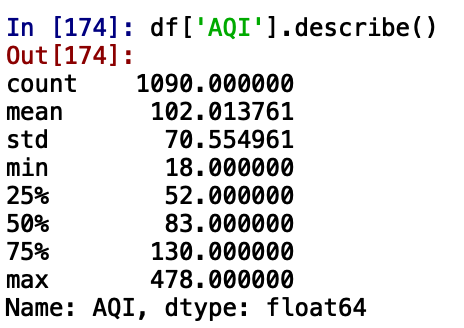 In [174]: df['AQI'].describe()
Out[174]:
count    1090.000000
mean      102.013761
std        70.554961
min        18.000000
25%        52.000000
50%        83.000000
75%       130.000000
max       478.000000
Name: AQI, dtype: float64